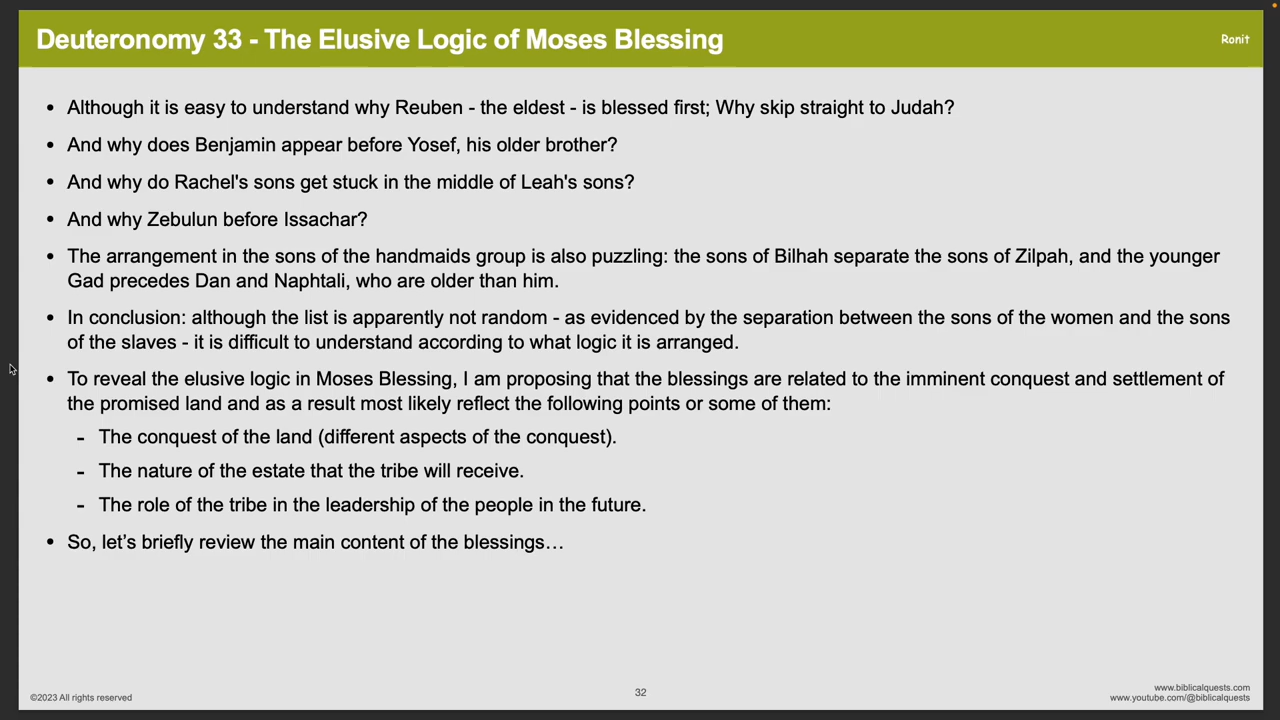 Deuteronomy 33 - The Elusive Logic of Moses Blessing
Ronit
• Although it is easy to understand why Reuben - the eldest - is blessed first; Why skip straight to Judah?
• And why does Benjamin appear before Yosef, his older brother?
• And why do Rachel's sons get stuck in the middle of Leah's sons?
• And why Zebulun before Issachar?
• The arrangement in the sons of the handmaids group is also puzzling: the sons of Bilhah separate the sons of Zilpah, and the younger
Gad precedes Dan and Naphtali, who are older than him.
• In conclusion: although the list is apparently not random - as evidenced by the separation between the sons of the women and the sons
of the slaves - it is difficult to understand according to what logic it is arranged.
• To reveal the elusive logic in Moses Blessing, I am proposing that the blessings are related to the imminent conquest and settlement of
the promised land and as a result most likely reflect the following points or some of them:
- The conquest of the land (different aspects of the conquest).
- The nature of the estate that the tribe will receive.
- The role of the tribe in the leadership of the people in the future.
• So, let’s briefly review the main content of the blessings…
©2023 All rights reserved
32
www.biblicalquests.com
www.youtube.com/@biblicalquests